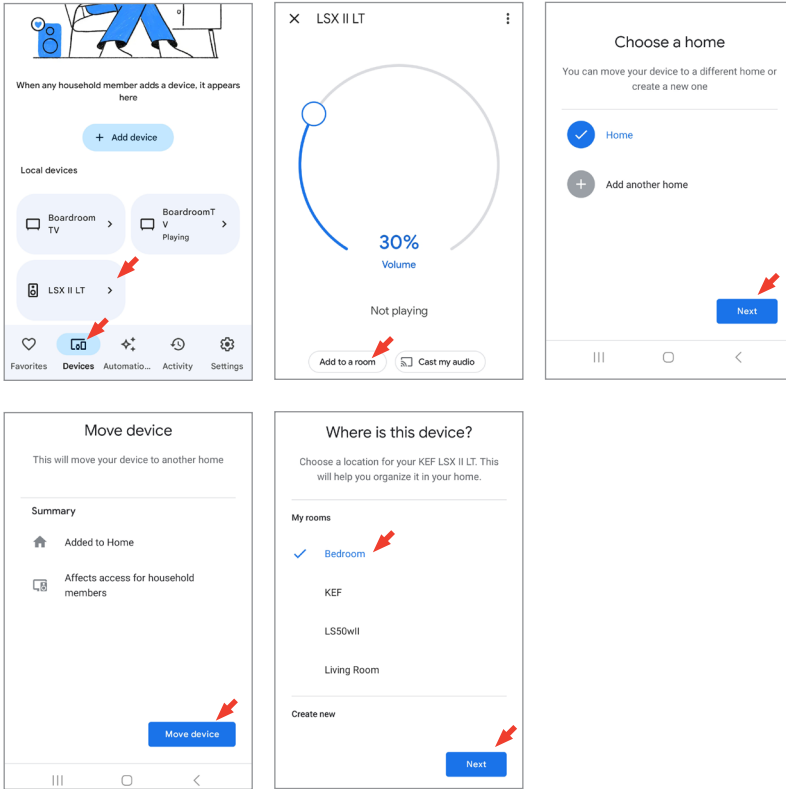 When any household member adds a device, it appears
here
+ Add device
Local devices
Boardroom
TV
BoardroomT
V
Playing
LSX II LT
Favorites
Devices
Automatio...
Activity
Settings
LSX II LT
30%
Volume
Not playing
Add to a room
Cast my audio
Choose a home
You can move your device to a different home or
create a new one
Home
Add another home
Next
Move device
This will move your device to another home
Summary
Added to Home
Affects access for household
members
Move device
Where is this device?
Choose a location for your KEF LSX II LT. This
will help you organize it in your home.
My rooms
Bedroom
KEF
LS50wII
Living Room
Create new
Next